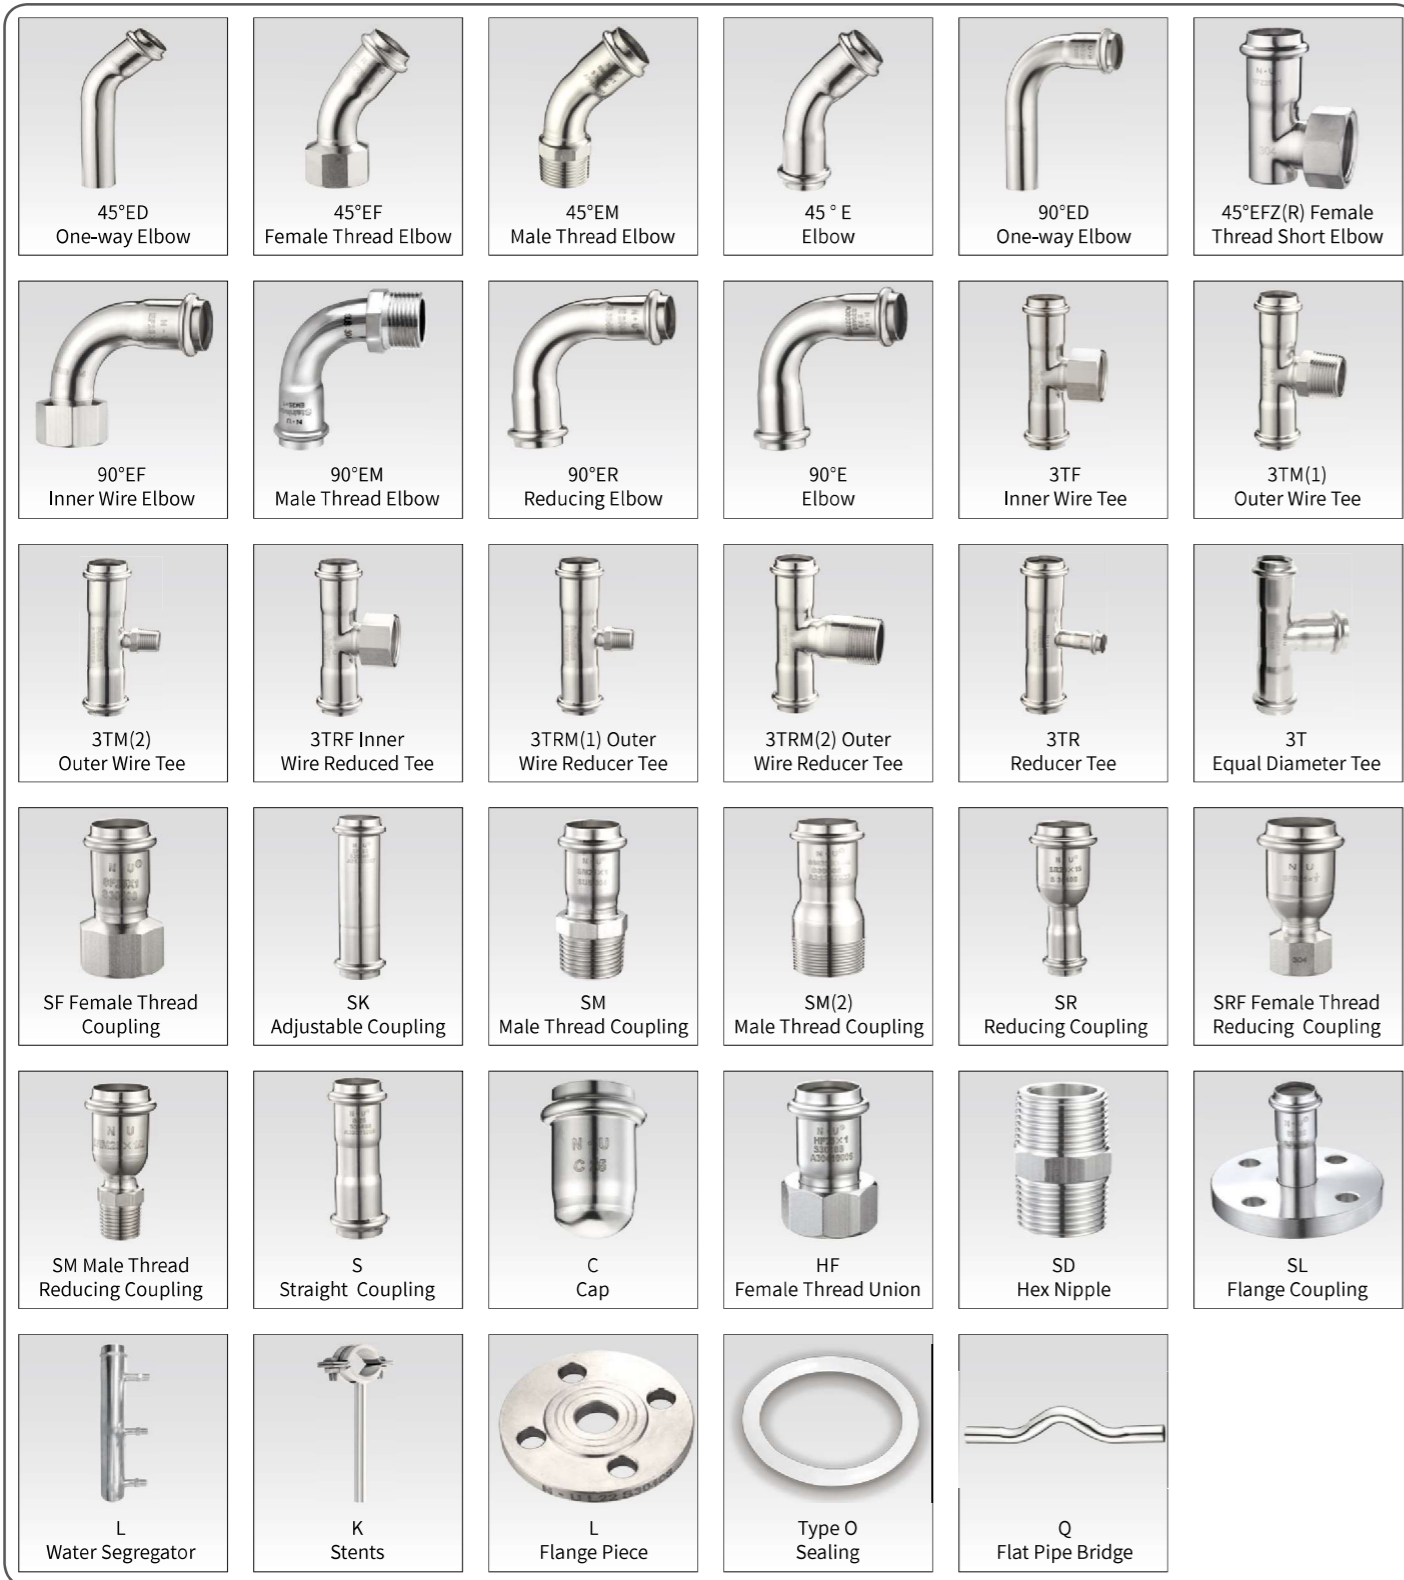 45°ED
One-way Elbow
45°EF
Female Thread Elbow
45°EM
Male Thread Elbow
45 ° E
Elbow
90°ED
One-way Elbow
N·U
45°EFZ(R) Female
Thread Short Elbow
90°EF
Inner Wire Elbow
N·U
90°EM
Male Thread Elbow
N·U
90°ER
Reducing Elbow
90°E
Elbow
3TF
Inner Wire Tee
3TM(1)
Outer Wire Tee
3TM(2)
Outer Wire Tee
3TRF Inner
Wire Reduced Tee
3TRM(1) Outer
Wire Reducer Tee
3TRM(2) Outer
Wire Reducer Tee
3TR
Reducer Tee
3T
Equal Diameter Tee
N U®
SF Female Thread
Coupling
SK
Adjustable Coupling
N U
SM
Male Thread Coupling
SM(2)
Male Thread Coupling
N U
SR
Reducing Coupling
N U
304
SRF Female Thread
Reducing Coupling
N U
SM Male Thread
Reducing Coupling
S
Straight Coupling
N·U
C
Cap
N U®
HF
Female Thread Union
SD
Hex Nipple
SL
Flange Coupling
L
Water Segregator
K
Stents
L
Flange Piece
Type O
Sealing
Q
Flat Pipe Bridge